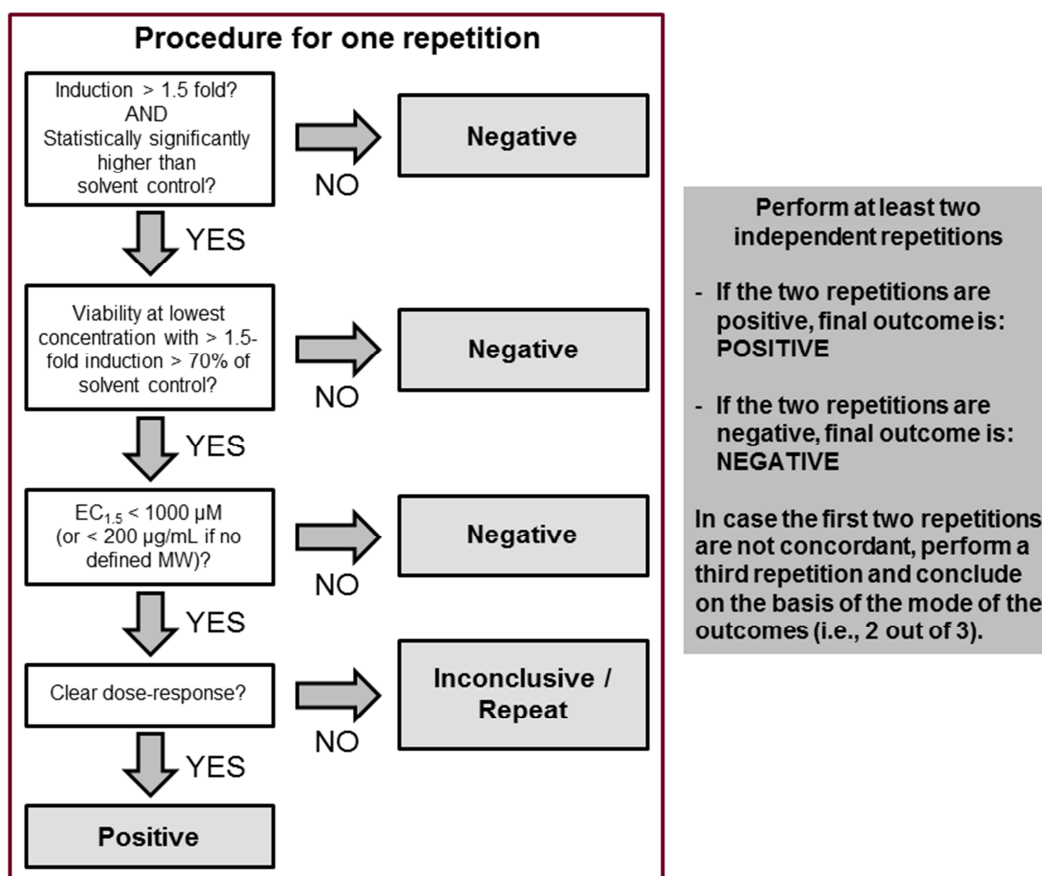 Procedure for one repetition
Induction > 1.5 fold?
AND
Statistically significantly
higher than
solvent control?
NO
Negative
YES
Viability at lowest
concentration with > 1.5-
fold induction > 70% of
solvent control?
NO
Negative
YES
EC1.5 < 1000 µM
(or < 200 µg/mL if no
defined MW)?
NO
Negative
YES
Clear dose-response?
NO
Inconclusive /
Repeat
YES
Positive
Perform at least two
independent repetitions
- If the two repetitions are
positive, final outcome is:
POSITIVE
- If the two repetitions are
negative, final outcome is:
NEGATIVE
In case the first two repetitions
are not concordant, perform a
third repetition and conclude
on the basis of the mode of the
outcomes (i.e., 2 out of 3).